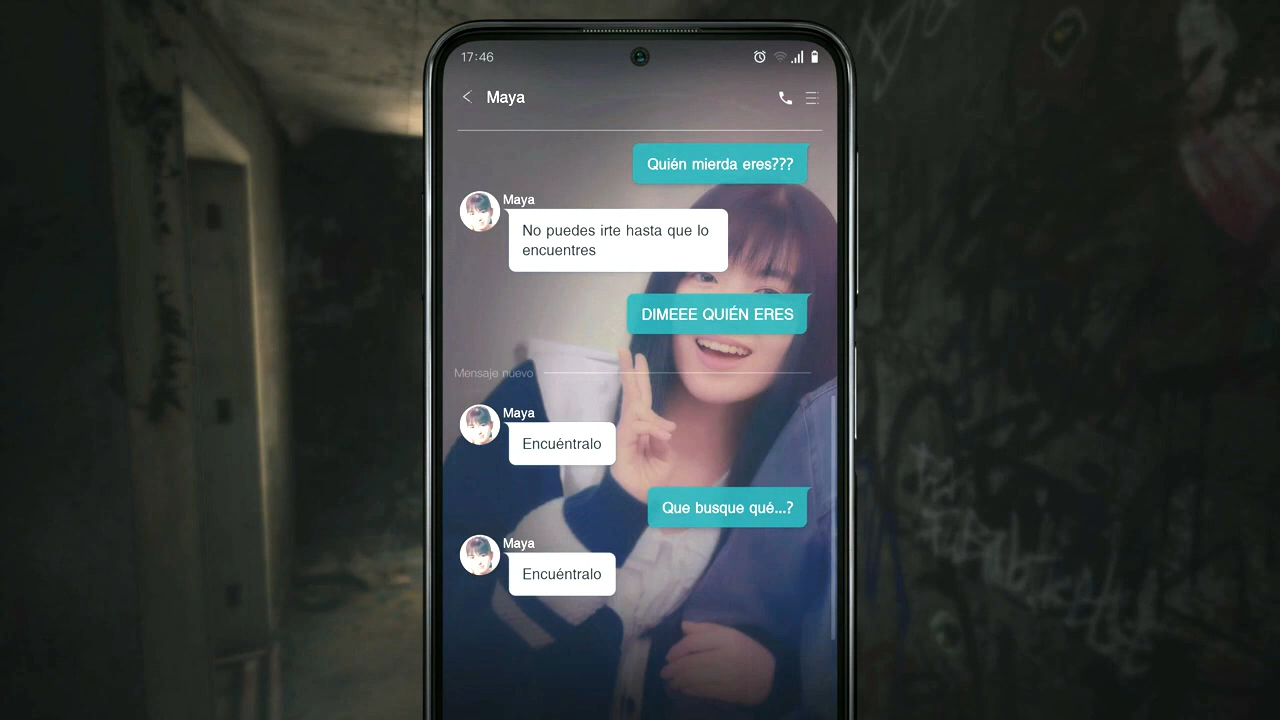 17:46
Maya
Quién mierda eres???
Maya
No puedes irte hasta que lo
encuentres
DIMEEE QUIÉN ERES
Mensaje nuevo
Maya
Encuéntralo
Que busque qué...?
Maya
Encuéntralo